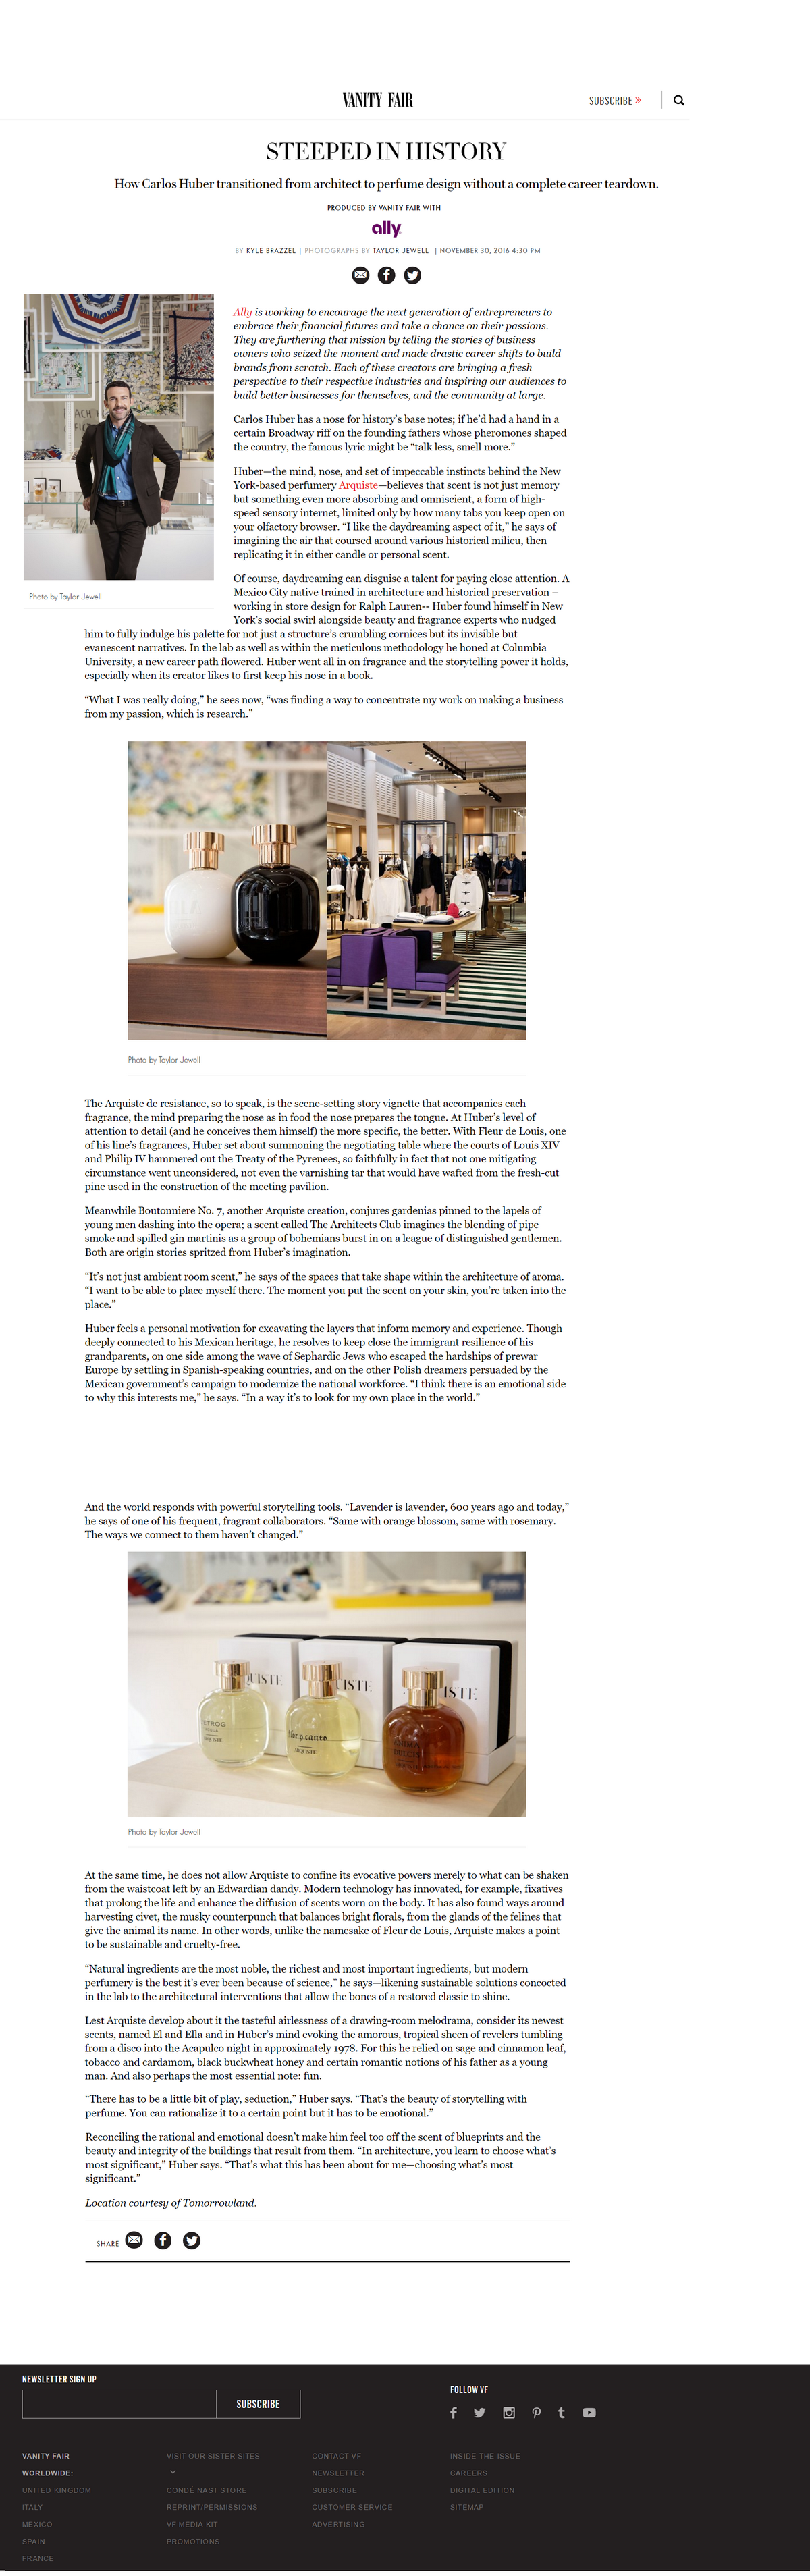 VANITY FAIR
SUBSCRIBE »
STEEPED IN HISTORY
How Carlos Huber transitioned from architect to perfume design without a complete career teardown.
PRODUCED BY VANITY FAIR WITH
ally
BY KYLE BRAZZEL | PHOTOGRAPHS BY TAYLOR JEWELL | NOVEMBER 30, 2016 4:30 PM
Photo by Taylor Jewell
Ally is working to encourage the next generation of entrepreneurs to
embrace their financial futures and take a chance on their passions.
They are furthering that mission by telling the stories of business
owners who seized the moment and made drastic career shifts to build
brands from scratch. Each of these creators are bringing a fresh
perspective to their respective industries and inspiring our audiences to
build better businesses for themselves, and the community at large.
Carlos Huber has a nose for history's base notes; if he'd had a hand in a
certain Broadway riff on the founding fathers whose pheromones shaped
the country, the famous lyric might be “talk less, smell more.”
Huber—the mind, nose, and set of impeccable instincts behind the New
York-based perfumery Arquiste—believes that scent is not just memory
but something even more absorbing and omniscient, a form of high-
speed sensory internet, limited only by how many tabs you keep open on
your olfactory browser. “I like the daydreaming aspect of it,” he says of
imagining the air that coursed around various historical milieu, then
replicating it in either candle or personal scent.
Of course, daydreaming can disguise a talent for paying close attention. A
Mexico City native trained in architecture and historical preservation –
working in store design for Ralph Lauren-- Huber found himself in New
York's social swirl alongside beauty and fragrance experts who nudged
him to fully indulge his palette for not just a structure's crumbling cornices but its invisible but
evanescent narratives. In the lab as well as within the meticulous methodology he honed at Columbia
University, a new career path flowered. Huber went all in on fragrance and the storytelling power it holds,
especially when its creator likes to first keep his nose in a book.
“What I was really doing,” he sees now, “was finding a way to concentrate my work on making a business
from my passion, which is research.”
Photo by Taylor Jewell
The Arquiste de resistance, so to speak, is the scene-setting story vignette that accompanies each
fragrance, the mind preparing the nose as in food the nose prepares the tongue. At Huber's level of
attention to detail (and he conceives them himself) the more specific, the better. With Fleur de Louis, one
of his line's fragrances, Huber set about summoning the negotiating table where the courts of Louis XIV
and Philip IV hammered out the Treaty of the Pyrenees, so faithfully in fact that not one mitigating
circumstance went unconsidered, not even the varnishing tar that would have wafted from the fresh-cut
pine used in the construction of the meeting pavilion.
Meanwhile Boutonniere No. 7, another Arquiste creation, conjures gardenias pinned to the lapels of
young men dashing into the opera; a scent called The Architects Club imagines the blending of pipe
smoke and spilled gin martinis as a group of bohemians burst in on a league of distinguished gentlemen.
Both are origin stories spritzed from Huber's imagination.
“It's not just ambient room scent,” he says of the spaces that take shape within the architecture of aroma.
“I want to be able to place myself there. The moment you put the scent on your skin, you're taken into the
place.”
Huber feels a personal motivation for excavating the layers that inform memory and experience. Though
deeply connected to his Mexican heritage, he resolves to keep close the immigrant resilience of his
grandparents, on one side among the wave of Sephardic Jews who escaped the hardships of prewar
Europe by settling in Spanish-speaking countries, and on the other Polish dreamers persuaded by the
Mexican government's campaign to modernize the national workforce. “I think there is an emotional side
to why this interests me,” he says. “In a way it's to look for my own place in the world.”
And the world responds with powerful storytelling tools. “Lavender is lavender, 600 years ago and today,”
he says of one of his frequent, fragrant collaborators. “Same with orange blossom, same with rosemary.
The ways we connect to them haven't changed.”
UISTE
UISTE
ISTE
ETROG
ARQUISTE
ARQUISTE
ARQUISTE
Photo by Taylor Jewell
At the same time, he does not allow Arquiste to confine its evocative powers merely to what can be shaken
from the waistcoat left by an Edwardian dandy. Modern technology has innovated, for example, fixatives
that prolong the life and enhance the diffusion of scents worn on the body. It has also found ways around
harvesting civet, the musky counterpunch that balances bright florals, from the glands of the felines that
give the animal its name. In other words, unlike the namesake of Fleur de Louis, Arquiste makes a point
to be sustainable and cruelty-free.
“Natural ingredients are the most noble, the richest and most important ingredients, but modern
perfumery is the best it's ever been because of science,” he says—likening sustainable solutions concocted
in the lab to the architectural interventions that allow the bones of a restored classic to shine.
Lest Arquiste develop about it the tasteful airlessness of a drawing-room melodrama, consider its newest
scents, named El and Ella and in Huber's mind evoking the amorous, tropical sheen of revelers tumbling
from a disco into the Acapulco night in approximately 1978. For this he relied on sage and cinnamon leaf,
tobacco and cardamom, black buckwheat honey and certain romantic notions of his father as a young
man. And also perhaps the most essential note: fun.
“There has to be a little bit of play, seduction,” Huber says. “That's the beauty of storytelling with
perfume. You can rationalize it to a certain point but it has to be emotional.”
Reconciling the rational and emotional doesn't make him feel too off the scent of blueprints and the
beauty and integrity of the buildings that result from them. “In architecture, you learn to choose what's
most significant,” Huber says. “That's what this has been about for me—choosing what's most
significant.”
Location courtesy of Tomorrowland.
SHARE
NEWSLETTER SIGN UP
SUBSCRIBE
FOLLOW VF
VANITY FAIR
WORLDWIDE:
UNITED KINGDOM
ITALY
MEXICO
SPAIN
FRANCE
VISIT OUR SISTER SITES
CONDÉ NAST STORE
REPRINT/PERMISSIONS
VF MEDIA KIT
PROMOTIONS
CONTACT VF
NEWSLETTER
SUBSCRIBE
CUSTOMER SERVICE
ADVERTISING
INSIDE THE ISSUE
CAREERS
DIGITAL EDITION
SITEMAP